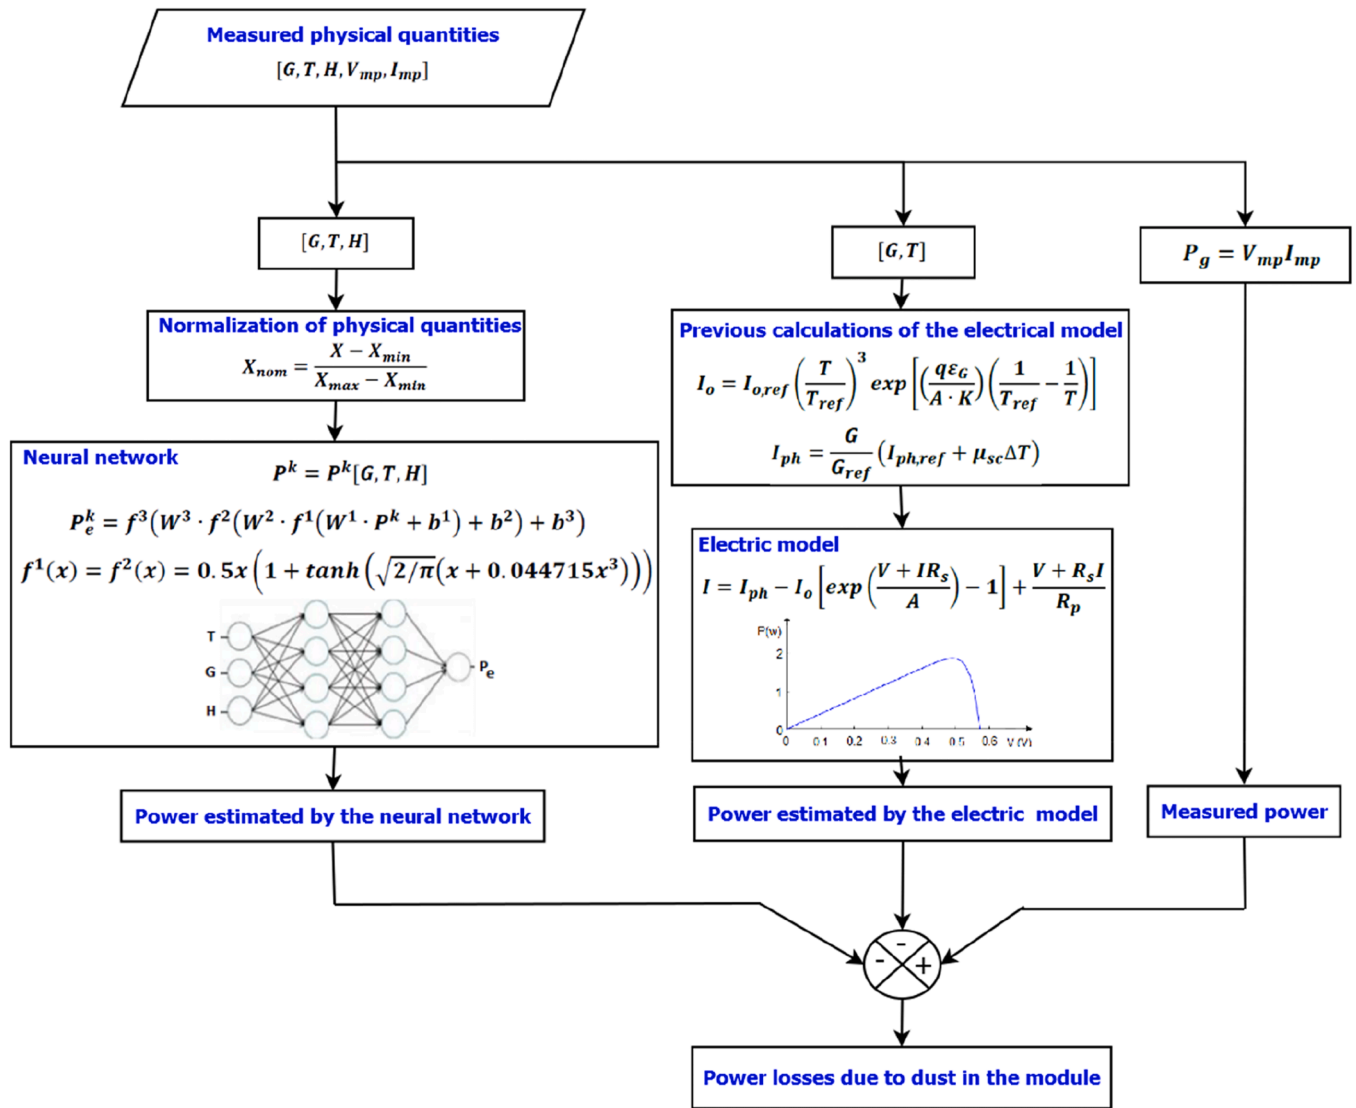 Measured physical quantities
[G, T, H, V_mp, I_mp]
[G, T, H]
Normalization of physical quantities
X_nom = (X − X_min) / (X_max − X_min)
Neural network
P^k = P^k[G, T, H]
P_e^k = f^3(W^3 · f^2(W^2 · f^1(W^1 · P^k + b^1) + b^2) + b^3)
f^1(x) = f^2(x) = 0.5x(1 + tanh(√(2/π)(x + 0.044715x^3)))
T
G
H
P_e
Power estimated by the neural network
[G, T]
Previous calculations of the electrical model
I_o = I_o,ref (T / T_ref)^3 exp[(qε_G / A · K)(1 / T_ref − 1 / T)]
I_ph = G / G_ref (I_ph,ref + μ_sc ΔT)
Electric model
I = I_ph − I_o [exp((V + IR_s) / A) − 1] + (V + R_s I) / R_p
P(w)
2
1
0
0 0.1 0.2 0.3 0.4 0.5 0.6 V (V)
Power estimated by the electric model
P_g = V_mp I_mp
Measured power
-
- +
Power losses due to dust in the module